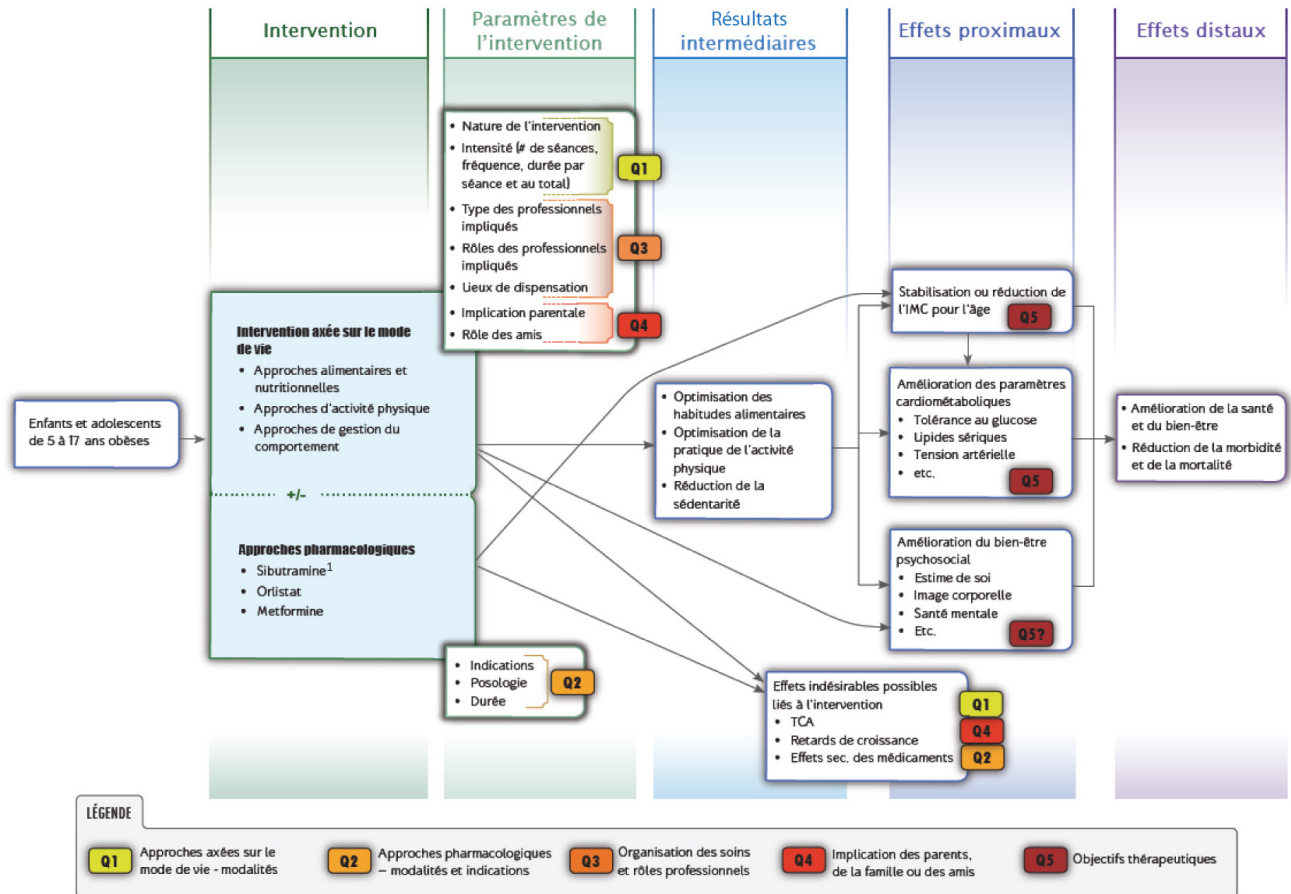 Intervention
Paramètres de
l'intervention
Résultats
intermédiaires
Effets proximaux
Effets distaux
• Nature de l'intervention
• Intensité (# de séances,
fréquence, durée par
séance et au total)
Q1
• Type des professionnels
impliqués
• Rôles des professionnels
impliqués
• Lieux de dispensation
Q3
• Implication parentale
• Rôle des amis
Q4
Enfants et adolescents
de 5 à 17 ans obèses
Intervention axée sur le mode
de vie
• Approches alimentaires et
nutritionnelles
• Approches d'activité physique
• Approches de gestion du
comportement
+/-
Approches pharmacologiques
• Sibutramine1
• Orlistat
• Metformine
• Indications
• Posologie
• Durée
Q2
• Optimisation des
habitudes alimentaires
• Optimisation de la
pratique de l'activité
physique
• Réduction de la
sédentarité
Stabilisation ou réduction de
l'IMC pour l'âge
Q5
Amélioration des paramètres
cardiométaboliques
• Tolérance au glucose
• Lipides sériques
• Tension artérielle
• etc.
Q5
Amélioration du bien-être
psychosocial
• Estime de soi
• Image corporelle
• Santé mentale
• Etc.
Q5?
Effets indésirables possibles
liés à l'intervention
• TCA
• Retards de croissance
• Effets sec. des médicaments
Q1
Q4
Q2
• Amélioration de la santé
et du bien-être
• Réduction de la morbidité
et de la mortalité
LÉGENDE
Q1
Approches axées sur le
mode de vie - modalités
Q2
Approches pharmacologiques
– modalités et indications
Q3
Organisation des soins
et rôles professionnels
Q4
Implication des parents,
de la famille ou des amis
Q5
Objectifs thérapeutiques